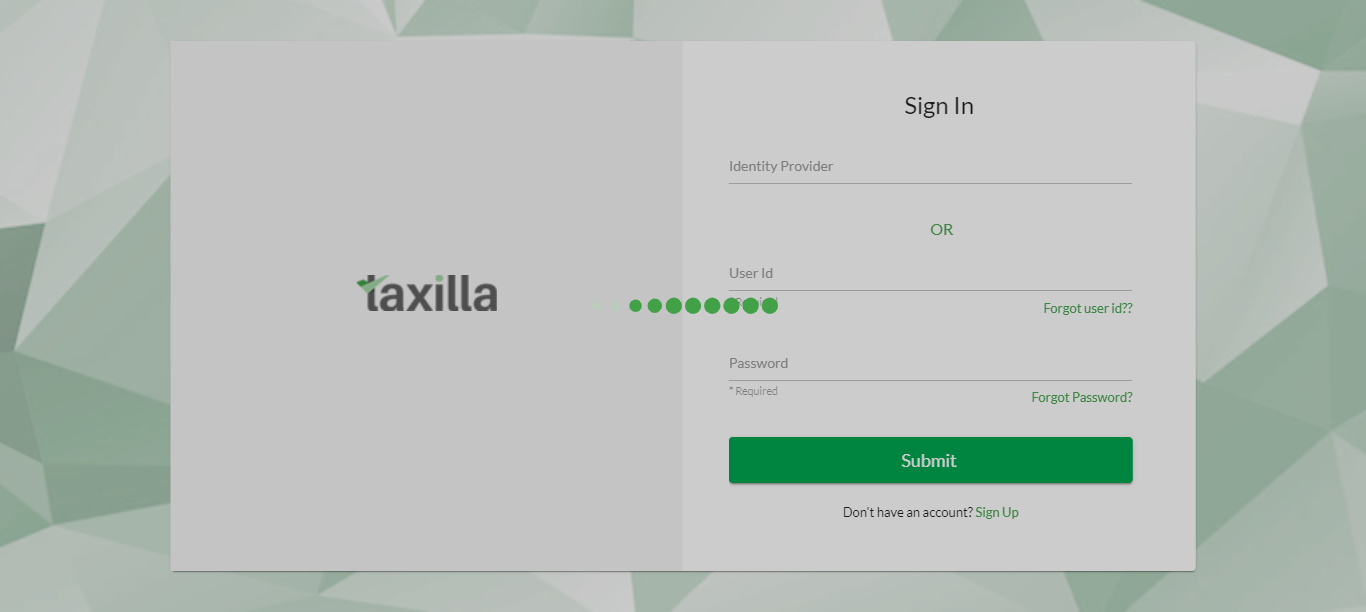 taxilla
Sign In
Identity Provider
OR
User Id
Forgot user id??
Password
* Required
Forgot Password?
Submit
Don't have an account? Sign Up